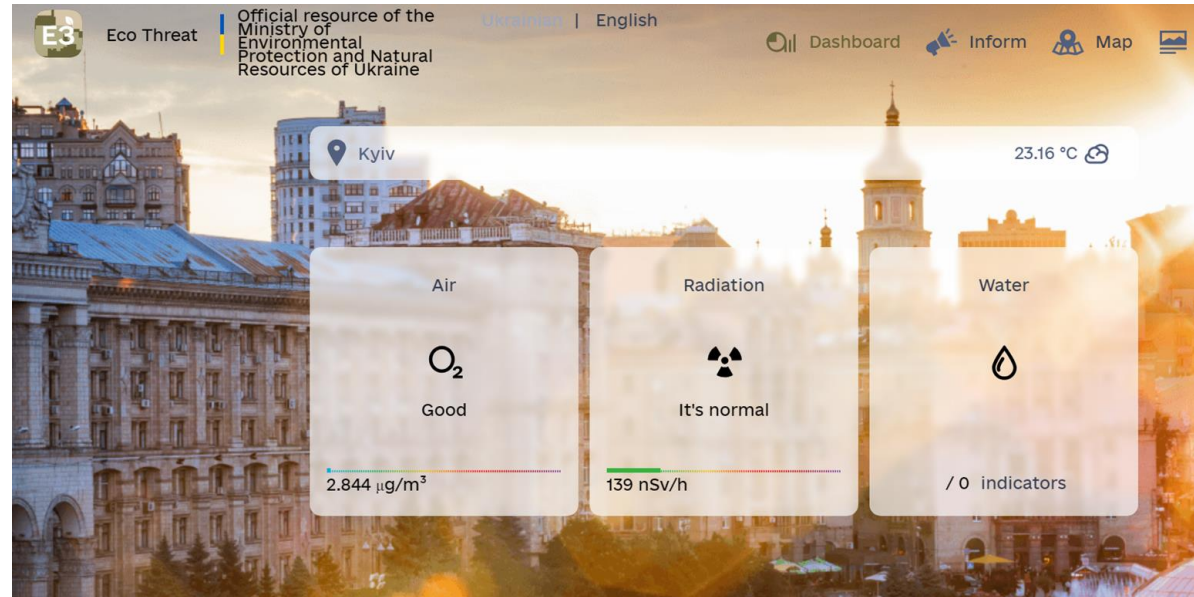 E3
Eco Threat
Official resource of the
Ministry of
Environmental
Protection and Natural
Resources of Ukraine
Ukrainian | English
Dashboard
Inform
Map
Kyiv
23.16 °C
Air
O₂
Good
2.844 µg/m³
Radiation
It's normal
139 nSv/h
Water
/ 0 indicators